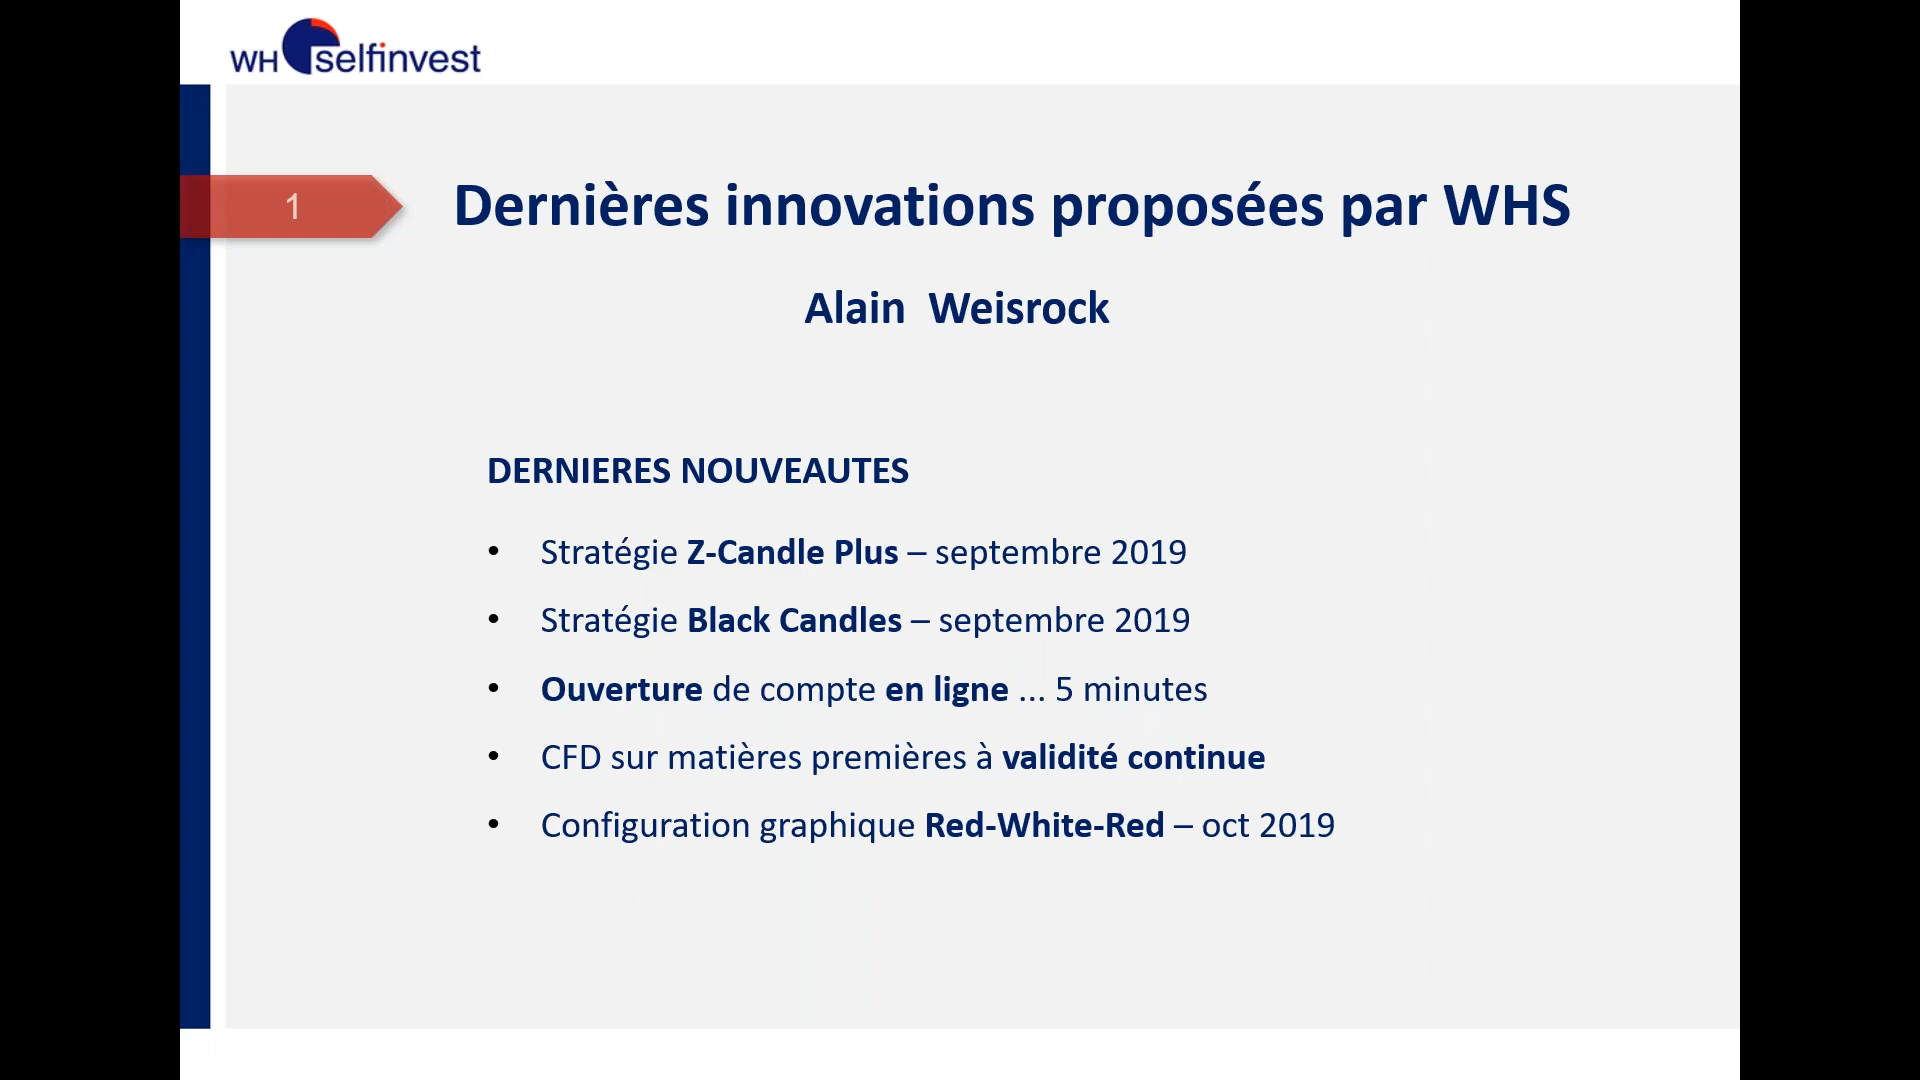 WH selfinvest
1
Dernières innovations proposées par WHS
Alain Weisrock
DERNIERES NOUVEAUTES
• Stratégie Z-Candle Plus – septembre 2019
• Stratégie Black Candles – septembre 2019
• Ouverture de compte en ligne ... 5 minutes
• CFD sur matières premières à validité continue
• Configuration graphique Red-White-Red – oct 2019